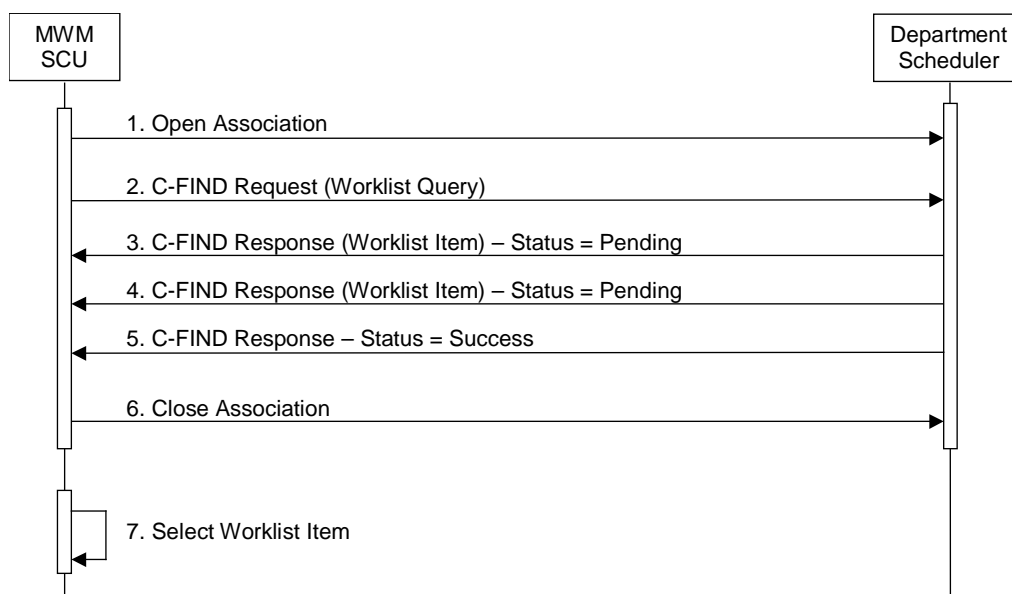 MWM
SCU
Department
Scheduler
1. Open Association
2. C-FIND Request (Worklist Query)
3. C-FIND Response (Worklist Item) – Status = Pending
4. C-FIND Response (Worklist Item) – Status = Pending
5. C-FIND Response – Status = Success
6. Close Association
7. Select Worklist Item